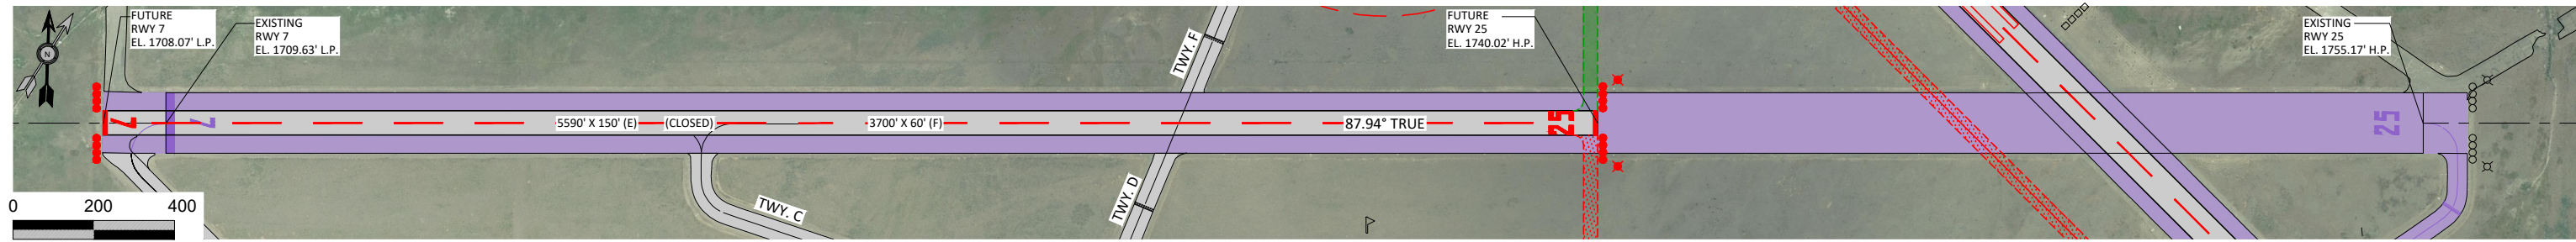 FUTURE
RWY 7
EL. 1708.07' L.P.
EXISTING
RWY 7
EL. 1709.63' L.P.
TWY. F
FUTURE
RWY 25
EL. 1740.02' H.P.
EXISTING
RWY 25
EL. 1755.17' H.P.
N
7
7
5590' X 150' (E)
(CLOSED)
3700' X 60' (F)
87.94° TRUE
25
25
TWY. C
TWY. D
0 200 400